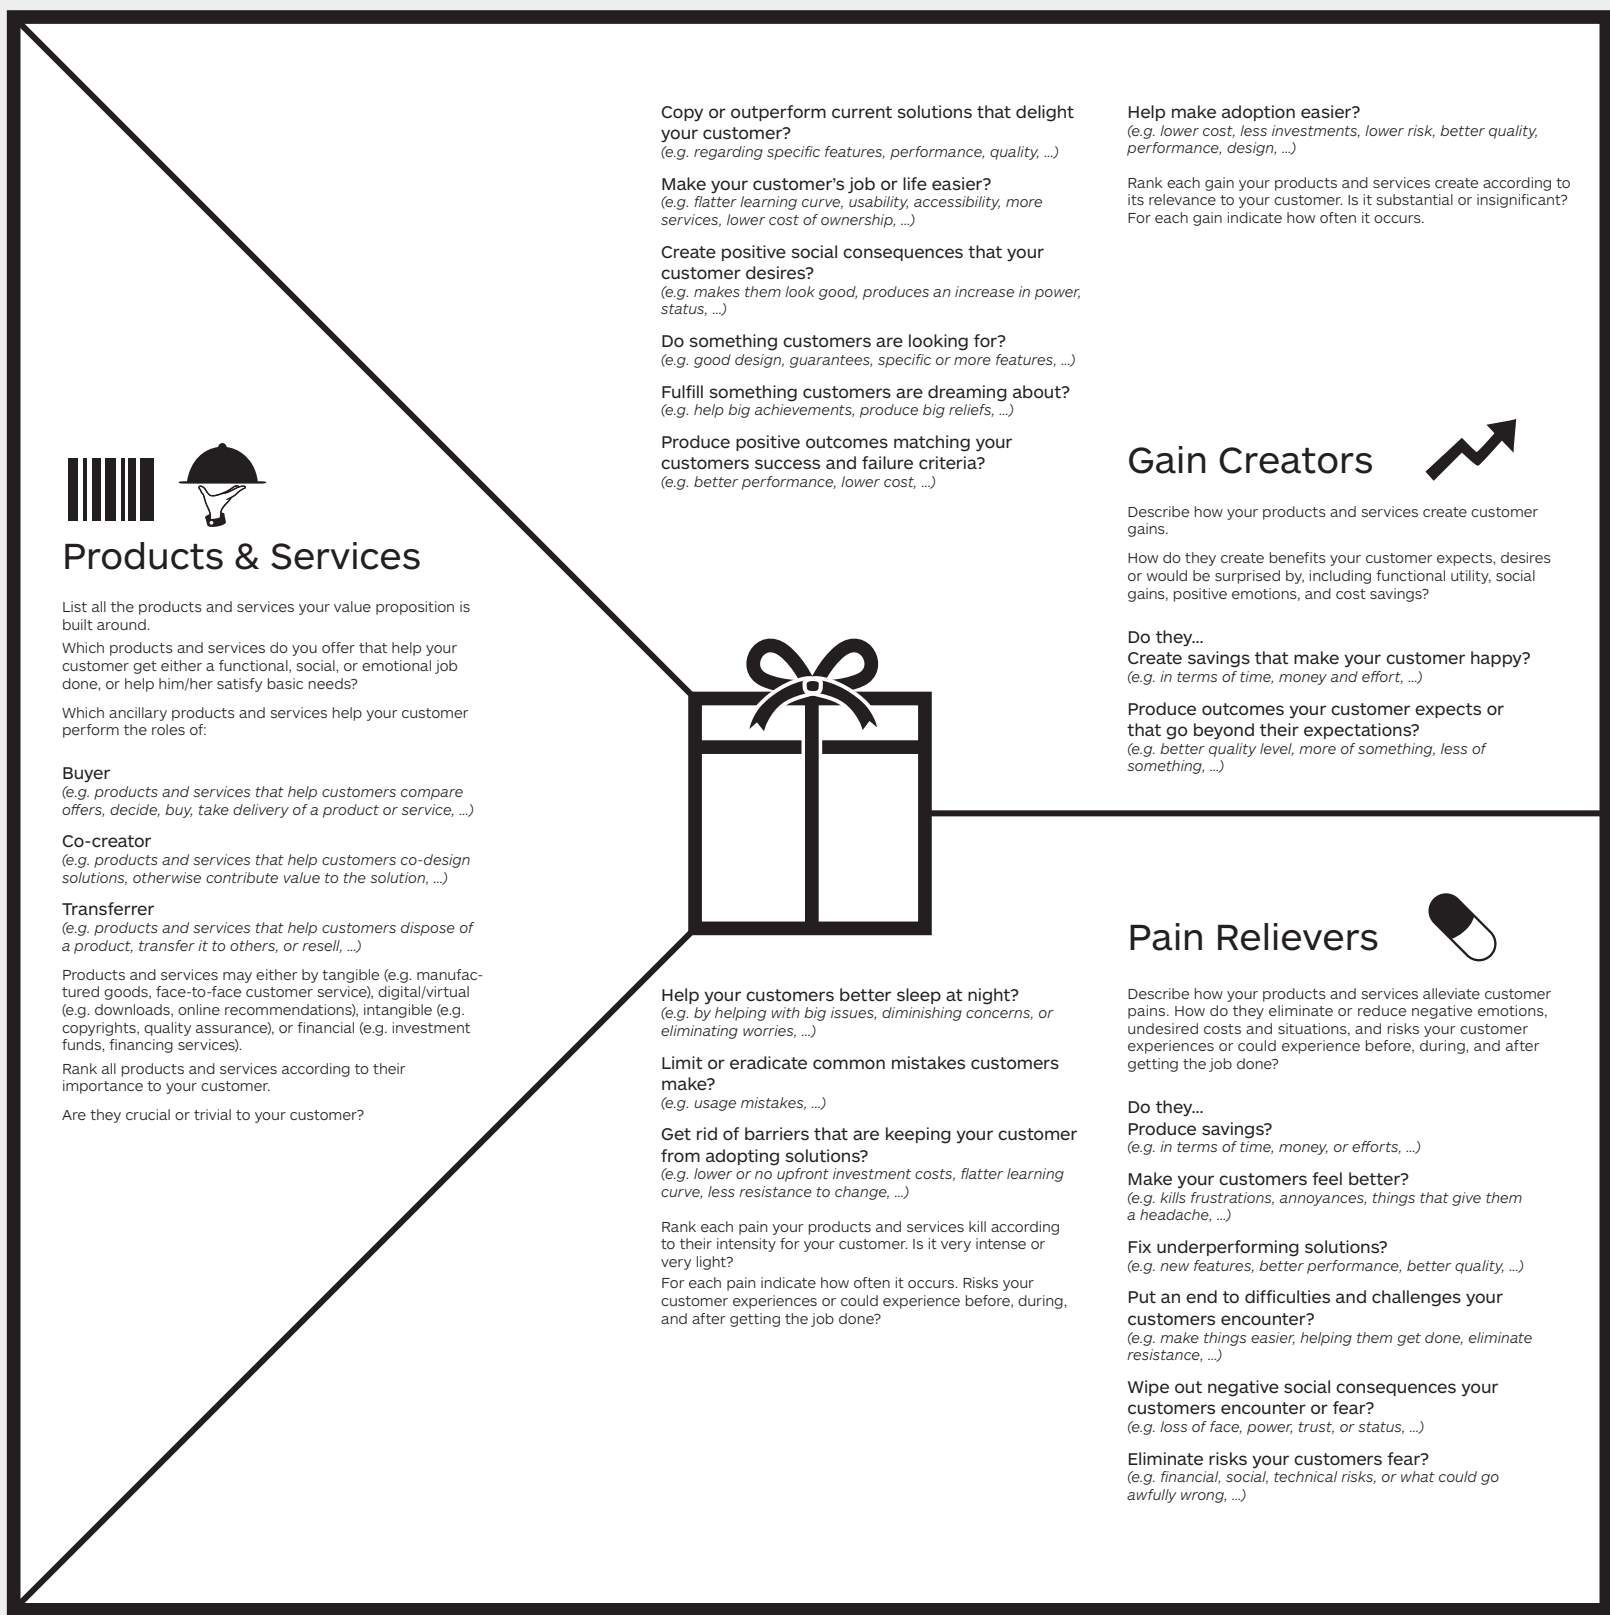 Products & Services
List all the products and services your value proposition is
built around.
Which products and services do you offer that help your
customer get either a functional, social, or emotional job
done, or help him/her satisfy basic needs?
Which ancillary products and services help your customer
perform the roles of:
Buyer
(e.g. products and services that help customers compare
offers, decide, buy, take delivery of a product or service, …)
Co-creator
(e.g. products and services that help customers co-design
solutions, otherwise contribute value to the solution, …)
Transferrer
(e.g. products and services that help customers dispose of
a product, transfer it to others, or resell, …)
Products and services may either by tangible (e.g. manufac-
tured goods, face-to-face customer service), digital/virtual
(e.g. downloads, online recommendations), intangible (e.g.
copyrights, quality assurance), or financial (e.g. investment
funds, financing services).
Rank all products and services according to their
importance to your customer.
Are they crucial or trivial to your customer?
Gain Creators
Describe how your products and services create customer
gains.
How do they create benefits your customer expects, desires
or would be surprised by, including functional utility, social
gains, positive emotions, and cost savings?
Do they…
Create savings that make your customer happy?
(e.g. in terms of time, money and effort, …)
Produce outcomes your customer expects or
that go beyond their expectations?
(e.g. better quality level, more of something, less of
something, …)
Copy or outperform current solutions that delight
your customer?
(e.g. regarding specific features, performance, quality, …)
Make your customer’s job or life easier?
(e.g. flatter learning curve, usability, accessibility, more
services, lower cost of ownership, …)
Create positive social consequences that your
customer desires?
(e.g. makes them look good, produces an increase in power,
status, …)
Do something customers are looking for?
(e.g. good design, guarantees, specific or more features, …)
Fulfill something customers are dreaming about?
(e.g. help big achievements, produce big reliefs, …)
Produce positive outcomes matching your
customers success and failure criteria?
(e.g. better performance, lower cost, …)
Help make adoption easier?
(e.g. lower cost, less investments, lower risk, better quality,
performance, design, …)
Rank each gain your products and services create according to
its relevance to your customer. Is it substantial or insignificant?
For each gain indicate how often it occurs.
Pain Relievers
Describe how your products and services alleviate customer
pains. How do they eliminate or reduce negative emotions,
undesired costs and situations, and risks your customer
experiences or could experience before, during, and after
getting the job done?
Do they…
Produce savings?
(e.g. in terms of time, money, or efforts, …)
Make your customers feel better?
(e.g. kills frustrations, annoyances, things that give them
a headache, …)
Fix underperforming solutions?
(e.g. new features, better performance, better quality, …)
Put an end to difficulties and challenges your
customers encounter?
(e.g. make things easier, helping them get done, eliminate
resistance, …)
Wipe out negative social consequences your
customers encounter or fear?
(e.g. loss of face, power, trust, or status, …)
Eliminate risks your customers fear?
(e.g. financial, social, technical risks, or what could go
awfully wrong, …)
Help your customers better sleep at night?
(e.g. by helping with big issues, diminishing concerns, or
eliminating worries, …)
Limit or eradicate common mistakes customers
make?
(e.g. usage mistakes, …)
Get rid of barriers that are keeping your customer
from adopting solutions?
(e.g. lower or no upfront investment costs, flatter learning
curve, less resistance to change, …)
Rank each pain your products and services kill according
to their intensity for your customer. Is it very intense or
very light?
For each pain indicate how often it occurs. Risks your
customer experiences or could experience before, during,
and after getting the job done?